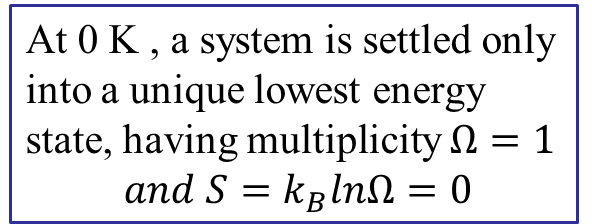 At 0 K , a system is settled only
into a unique lowest energy
state, having multiplicity Ω = 1
and S = k_B lnΩ = 0